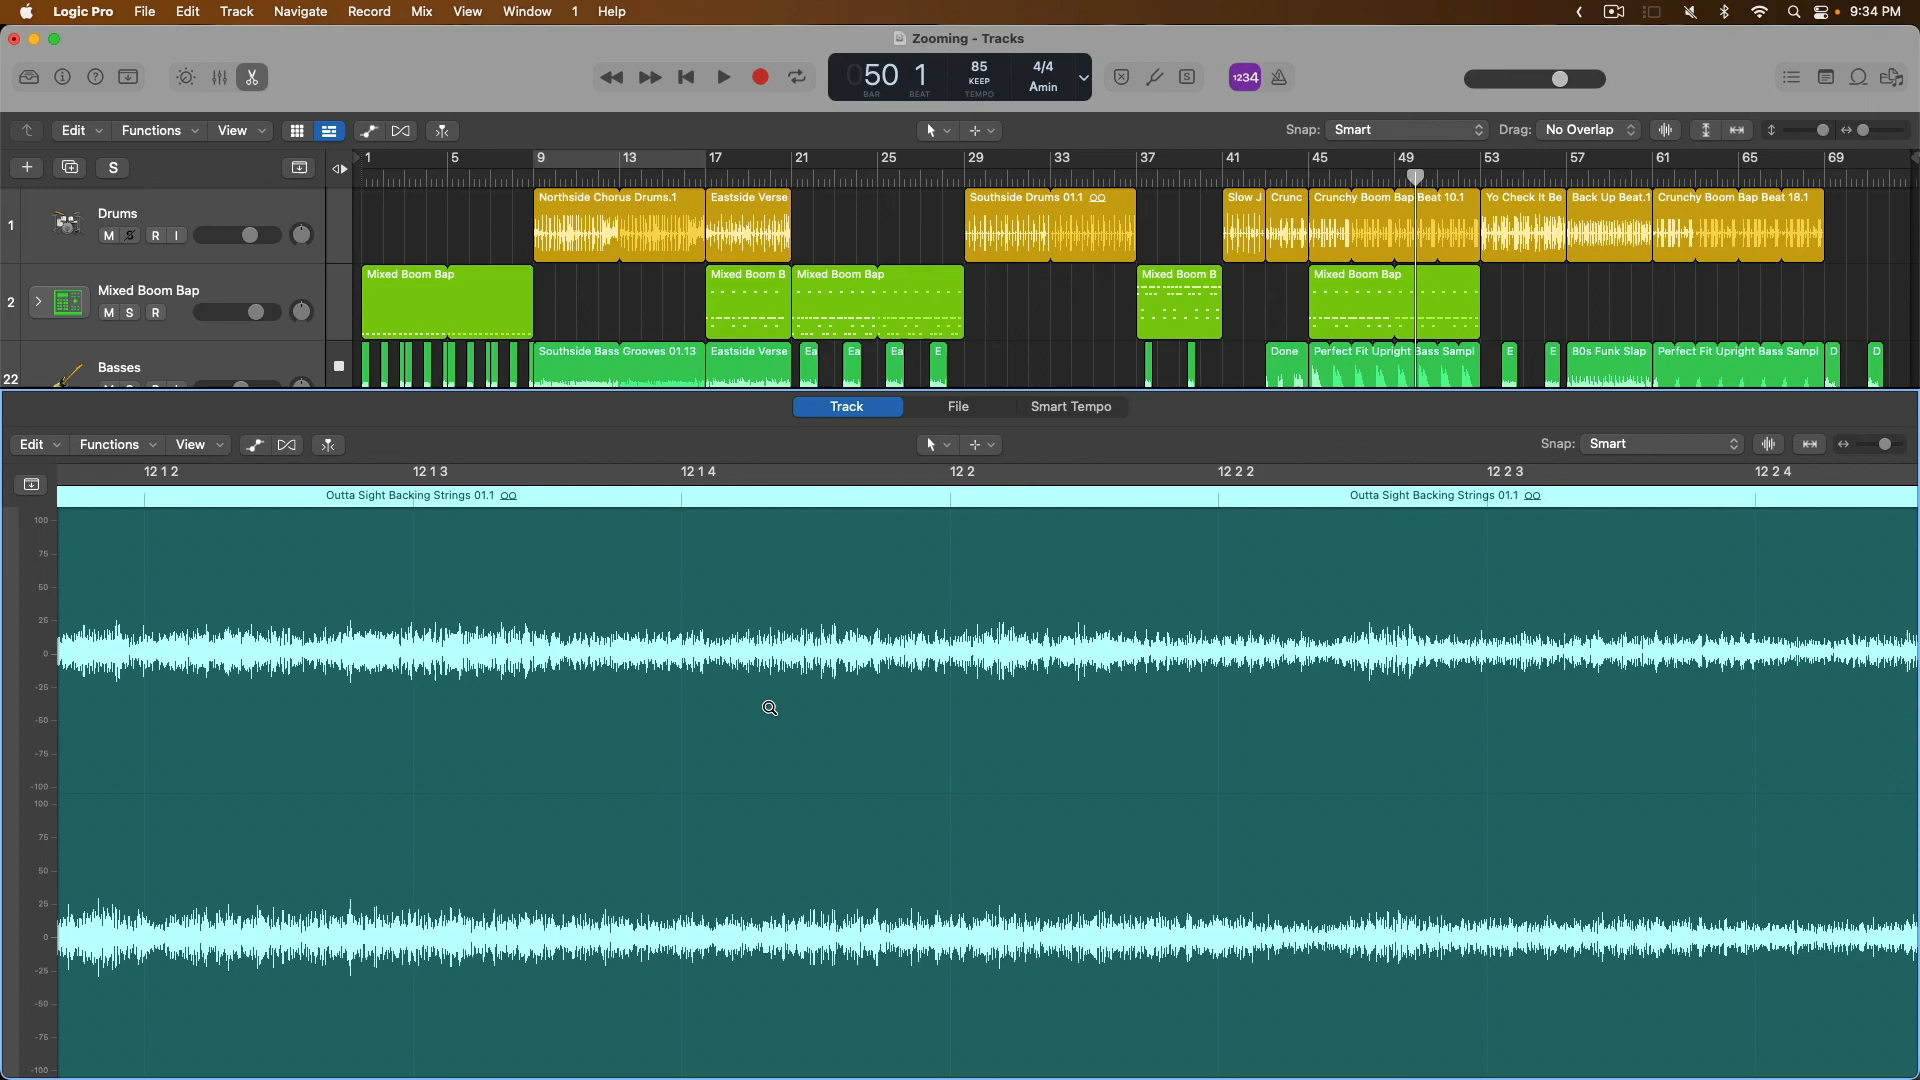 Logic Pro File Edit Track Navigate Record Mix View Window 1 Help 9:34 PM
Zooming - Tracks
050 1 85 KEEP 4/4 Amin 1234
BAR BEAT TEMPO
Edit Functions View Snap: Smart Drag: No Overlap
+ S 1 5 9 13 17 21 25 29 33 37 41 45 49 53 57 61 65 69
1 Drums
M S R I
Northside Chorus Drums.1 Eastside Verse Southside Drums 01.1 Slow J Crunc Crunchy Boom Bap Beat 10.1 Yo Check It Be Back Up Beat.1 Crunchy Boom Bap Beat 18.1
2 Mixed Boom Bap
M S R
Mixed Boom Bap Mixed Boom B Mixed Boom Bap Mixed Boom B Mixed Boom Bap
22 Basses
Southside Bass Grooves 01.13 Eastside Verse Ea Ea Ea E Done Perfect Fit Upright Bass Sampl E E 80s Funk Slap Perfect Fit Upright Bass Sampl D D
Track File Smart Tempo
Edit Functions View Snap: Smart
12 1 2 12 1 3 12 1 4 12 2 12 2 2 12 2 3 12 2 4
Outta Sight Backing Strings 01.1 Outta Sight Backing Strings 01.1
100
75
50
25
0
-25
-50
-75
-100
100
75
50
25
0
-25
-50
-75
-100